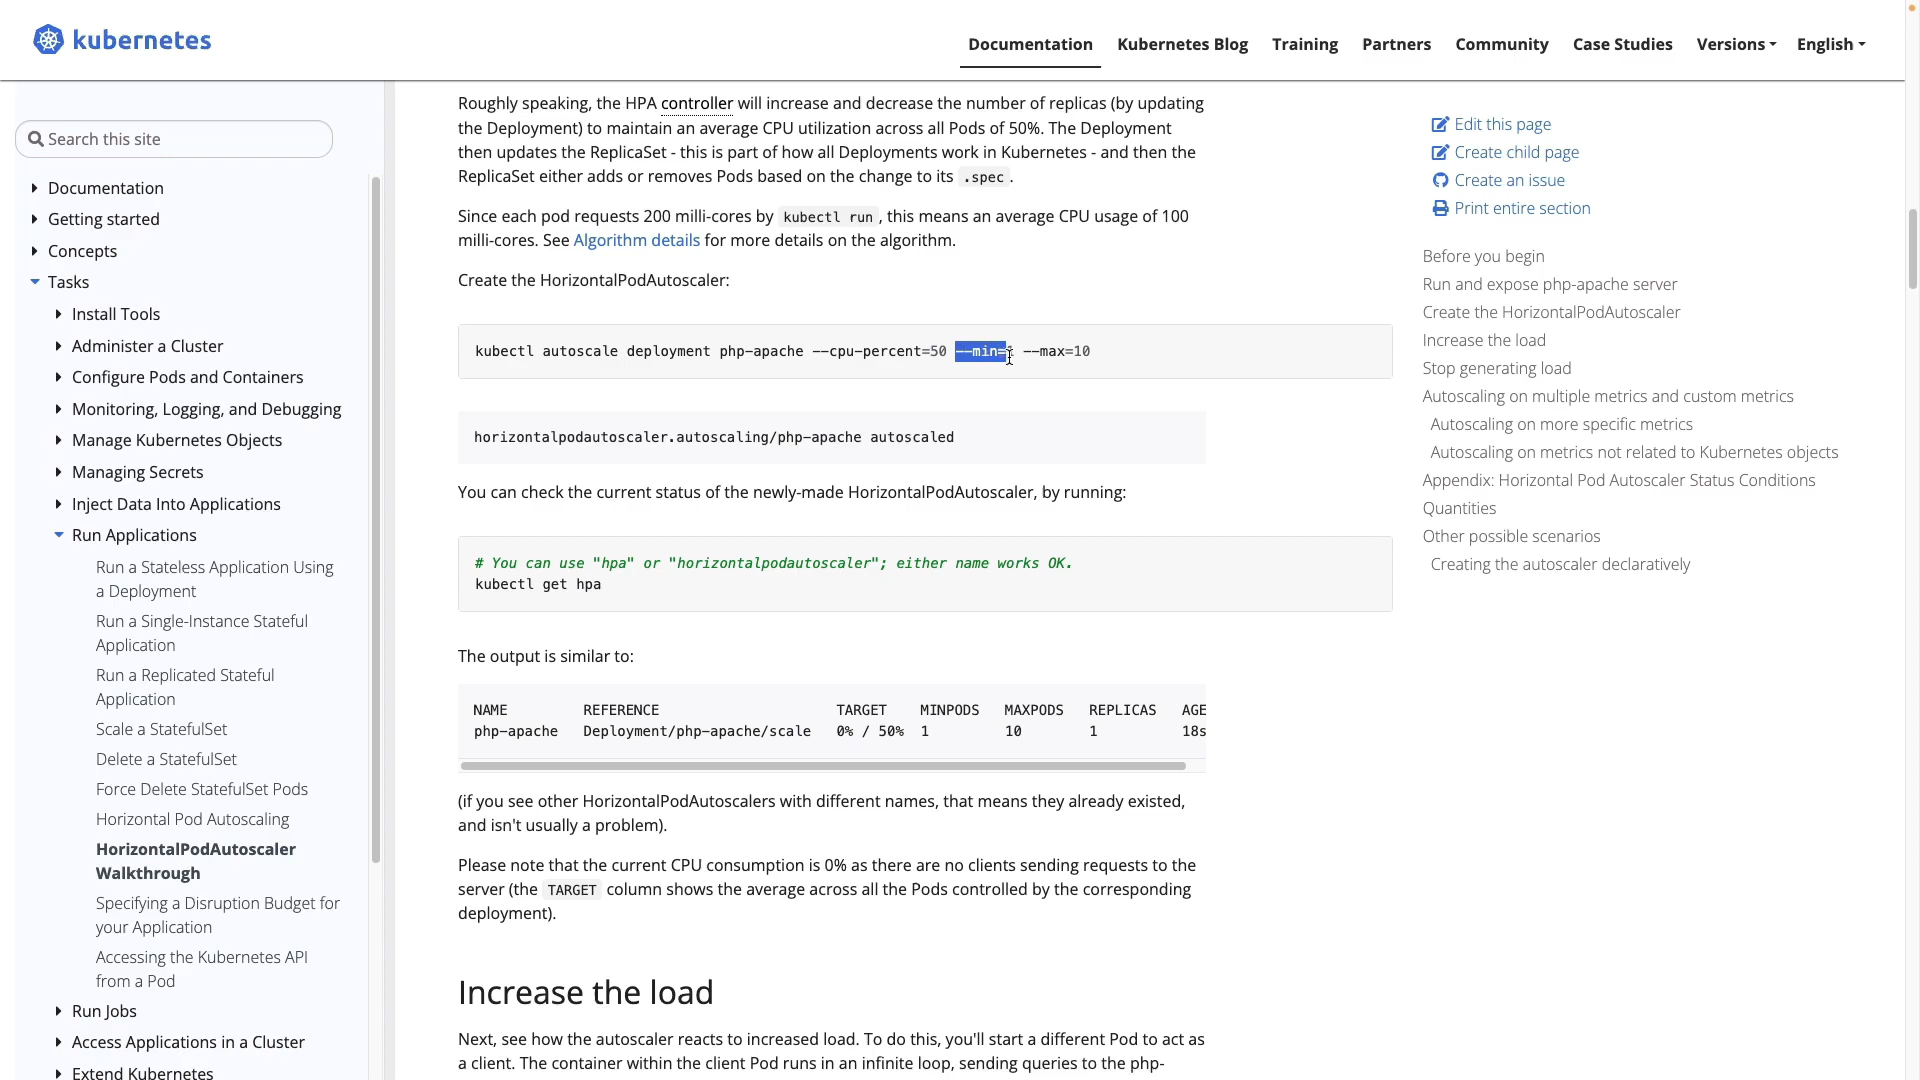 kubernetes
Documentation
Kubernetes Blog
Training
Partners
Community
Case Studies
Versions
English
Search this site
Documentation
Getting started
Concepts
Tasks
Install Tools
Administer a Cluster
Configure Pods and Containers
Monitoring, Logging, and Debugging
Manage Kubernetes Objects
Managing Secrets
Inject Data Into Applications
Run Applications
Run a Stateless Application Using
a Deployment
Run a Single-Instance Stateful
Application
Run a Replicated Stateful
Application
Scale a StatefulSet
Delete a StatefulSet
Force Delete StatefulSet Pods
Horizontal Pod Autoscaling
HorizontalPodAutoscaler
Walkthrough
Specifying a Disruption Budget for
your Application
Accessing the Kubernetes API
from a Pod
Run Jobs
Access Applications in a Cluster
Extend Kubernetes
Roughly speaking, the HPA controller will increase and decrease the number of replicas (by updating
the Deployment) to maintain an average CPU utilization across all Pods of 50%. The Deployment
then updates the ReplicaSet - this is part of how all Deployments work in Kubernetes - and then the
ReplicaSet either adds or removes Pods based on the change to its .spec.
Since each pod requests 200 milli-cores by kubectl run, this means an average CPU usage of 100
milli-cores. See Algorithm details for more details on the algorithm.
Create the HorizontalPodAutoscaler:
kubectl autoscale deployment php-apache --cpu-percent=50 --min=1 --max=10
horizontalpodautoscaler.autoscaling/php-apache autoscaled
You can check the current status of the newly-made HorizontalPodAutoscaler, by running:
# You can use "hpa" or "horizontalpodautoscaler"; either name works OK.
kubectl get hpa
The output is similar to:
NAME REFERENCE TARGET MINPODS MAXPODS REPLICAS AGE
php-apache Deployment/php-apache/scale 0% / 50% 1 10 1 18s
(if you see other HorizontalPodAutoscalers with different names, that means they already existed,
and isn't usually a problem).
Please note that the current CPU consumption is 0% as there are no clients sending requests to the
server (the TARGET column shows the average across all the Pods controlled by the corresponding
deployment).
Increase the load
Next, see how the autoscaler reacts to increased load. To do this, you'll start a different Pod to act as
a client. The container within the client Pod runs in an infinite loop, sending queries to the php-
Edit this page
Create child page
Create an issue
Print entire section
Before you begin
Run and expose php-apache server
Create the HorizontalPodAutoscaler
Increase the load
Stop generating load
Autoscaling on multiple metrics and custom metrics
Autoscaling on more specific metrics
Autoscaling on metrics not related to Kubernetes objects
Appendix: Horizontal Pod Autoscaler Status Conditions
Quantities
Other possible scenarios
Creating the autoscaler declaratively